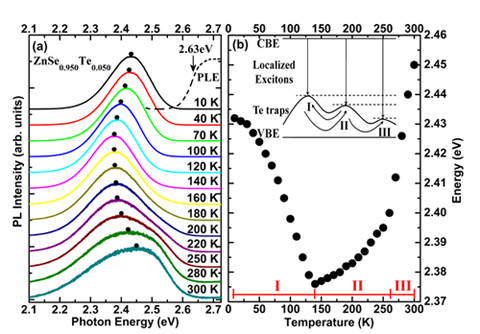 2.1 2.2 2.3 2.4 2.5 2.6 2.7
(a)
2.63eV
ZnSe0.950Te0.050
PLE
10 K
40 K
70 K
100 K
120 K
140 K
160 K
180 K
200 K
220 K
250 K
280 K
300 K
PL Intensity (arb. units)
2.1 2.2 2.3 2.4 2.5 2.6 2.7
Photon Energy (eV)
0 50 100 150 200 250 300
(b)
CBE
Localized
Excitons
Te traps
VBE
I
II
III
2.46
2.45
2.44
2.43
2.42
2.41
2.40
2.39
2.38
2.37
Energy (eV)
I II III
0 50 100 150 200 250 300
Temperature (K)